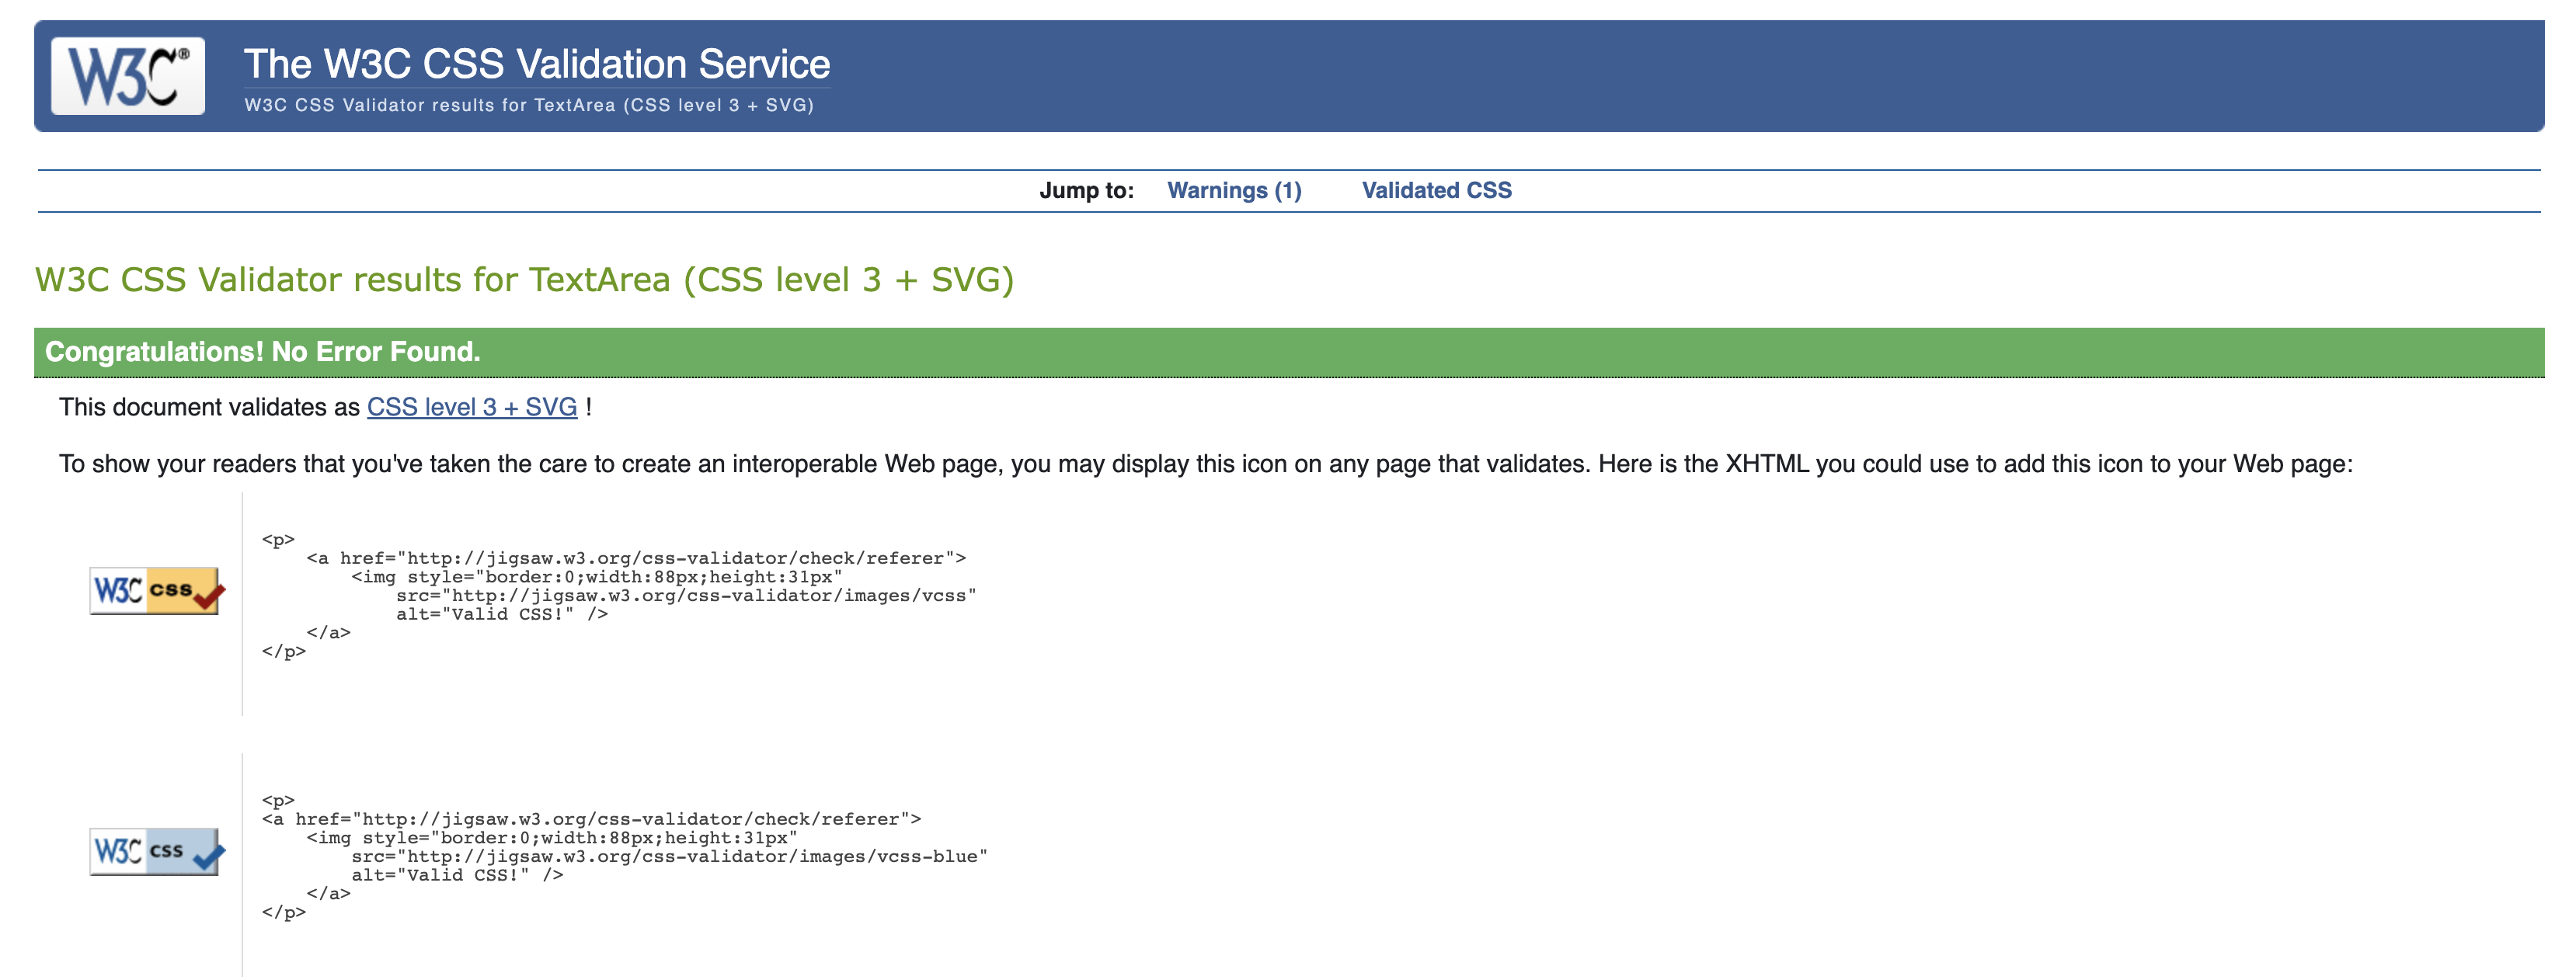 W3C®
The W3C CSS Validation Service
W3C CSS Validator results for TextArea (CSS level 3 + SVG)
Jump to: Warnings (1) Validated CSS
W3C CSS Validator results for TextArea (CSS level 3 + SVG)
Congratulations! No Error Found.
This document validates as CSS level 3 + SVG !
To show your readers that you've taken the care to create an interoperable Web page, you may display this icon on any page that validates. Here is the XHTML you could use to add this icon to your Web page:
W3C css
<p>
    <a href="http://jigsaw.w3.org/css-validator/check/referer">
        <img style="border:0;width:88px;height:31px"
            src="http://jigsaw.w3.org/css-validator/images/vcss"
            alt="Valid CSS!" />
    </a>
</p>
W3C css
<p>
<a href="http://jigsaw.w3.org/css-validator/check/referer">
    <img style="border:0;width:88px;height:31px"
        src="http://jigsaw.w3.org/css-validator/images/vcss-blue"
        alt="Valid CSS!" />
    </a>
</p>